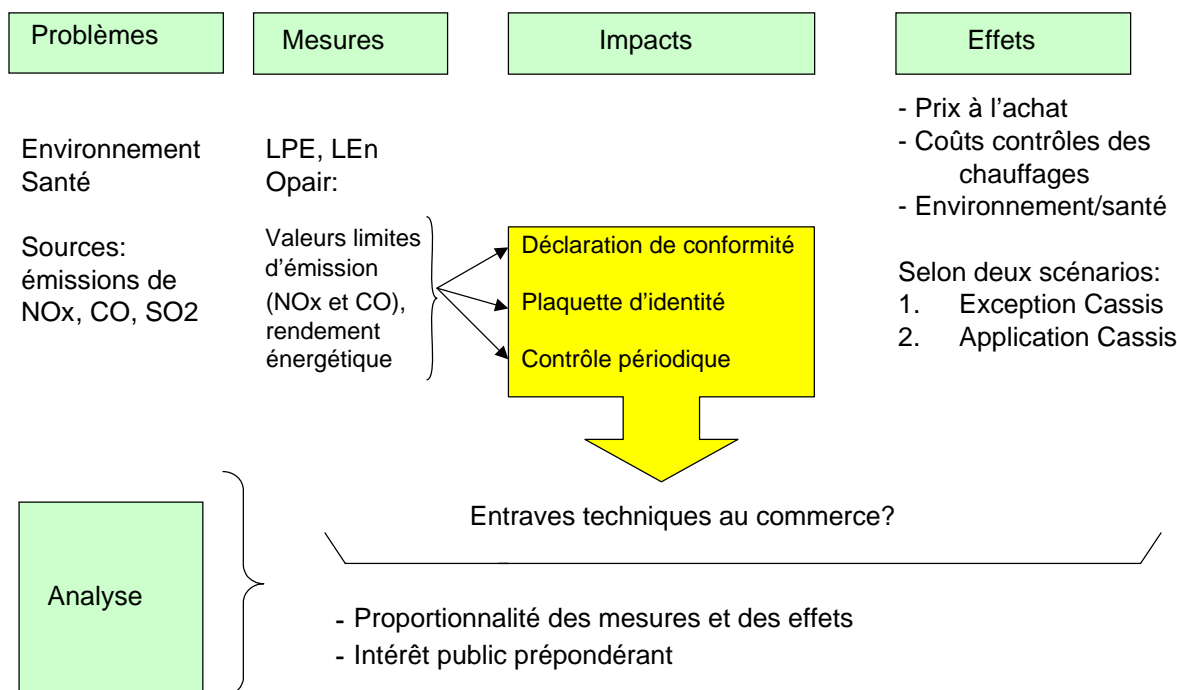 Problèmes
Mesures
Impacts
Effets
Environnement
Santé
Sources:
émissions de
NOx, CO, SO2
LPE, LEn
Opair:
Valeurs limites
d'émission
(NOx et CO),
rendement
énergétique
Déclaration de conformité
Plaquette d'identité
Contrôle périodique
- Prix à l'achat
- Coûts contrôles des
chauffages
- Environnement/santé
Selon deux scénarios:
1. Exception Cassis
2. Application Cassis
Entraves techniques au commerce?
Analyse
- Proportionnalité des mesures et des effets
- Intérêt public prépondérant